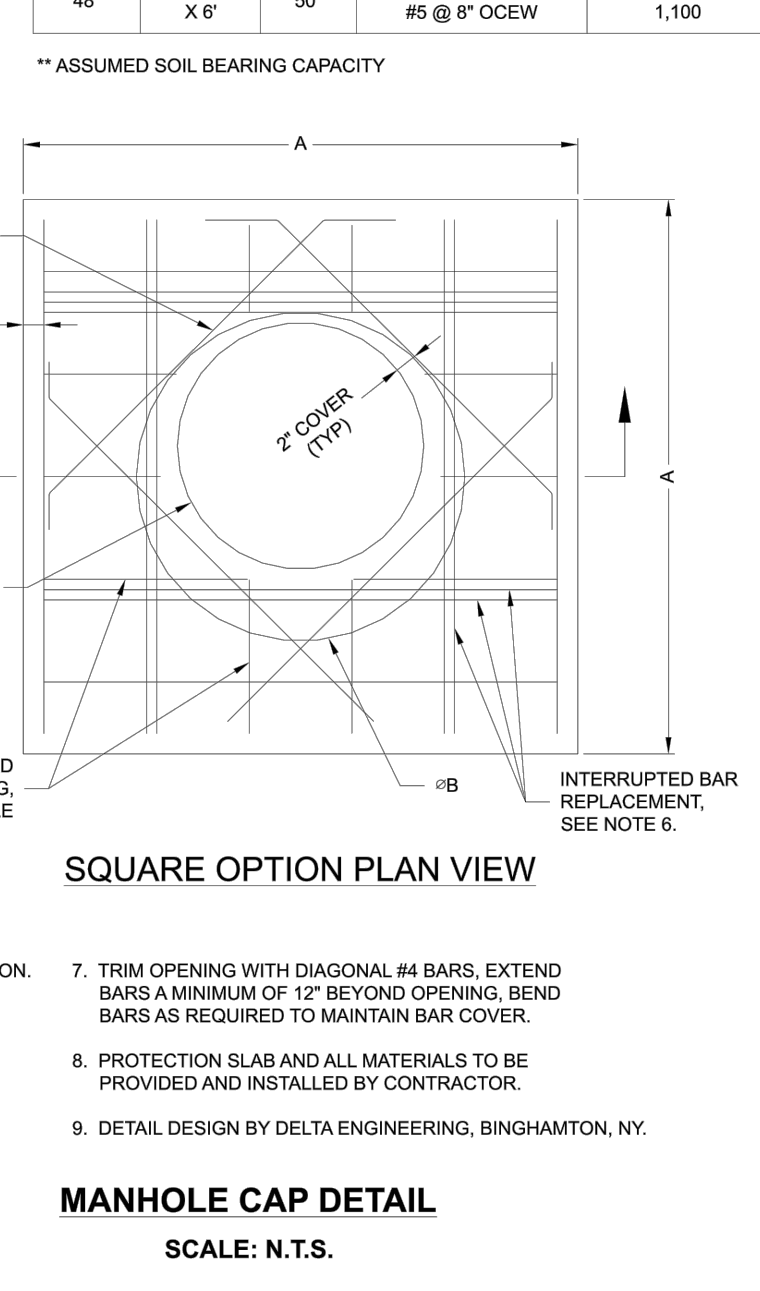 48"
X 6'
50"
#5 @ 8" OCEW
1,100
** ASSUMED SOIL BEARING CAPACITY
A
2" COVER
(TYP)
A
D
G,
E
⌀B
INTERRUPTED BAR
REPLACEMENT,
SEE NOTE 6.
SQUARE OPTION PLAN VIEW
ON.
7. TRIM OPENING WITH DIAGONAL #4 BARS, EXTEND
BARS A MINIMUM OF 12" BEYOND OPENING, BEND
BARS AS REQUIRED TO MAINTAIN BAR COVER.
8. PROTECTION SLAB AND ALL MATERIALS TO BE
PROVIDED AND INSTALLED BY CONTRACTOR.
9. DETAIL DESIGN BY DELTA ENGINEERING, BINGHAMTON, NY.
MANHOLE CAP DETAIL
SCALE: N.T.S.